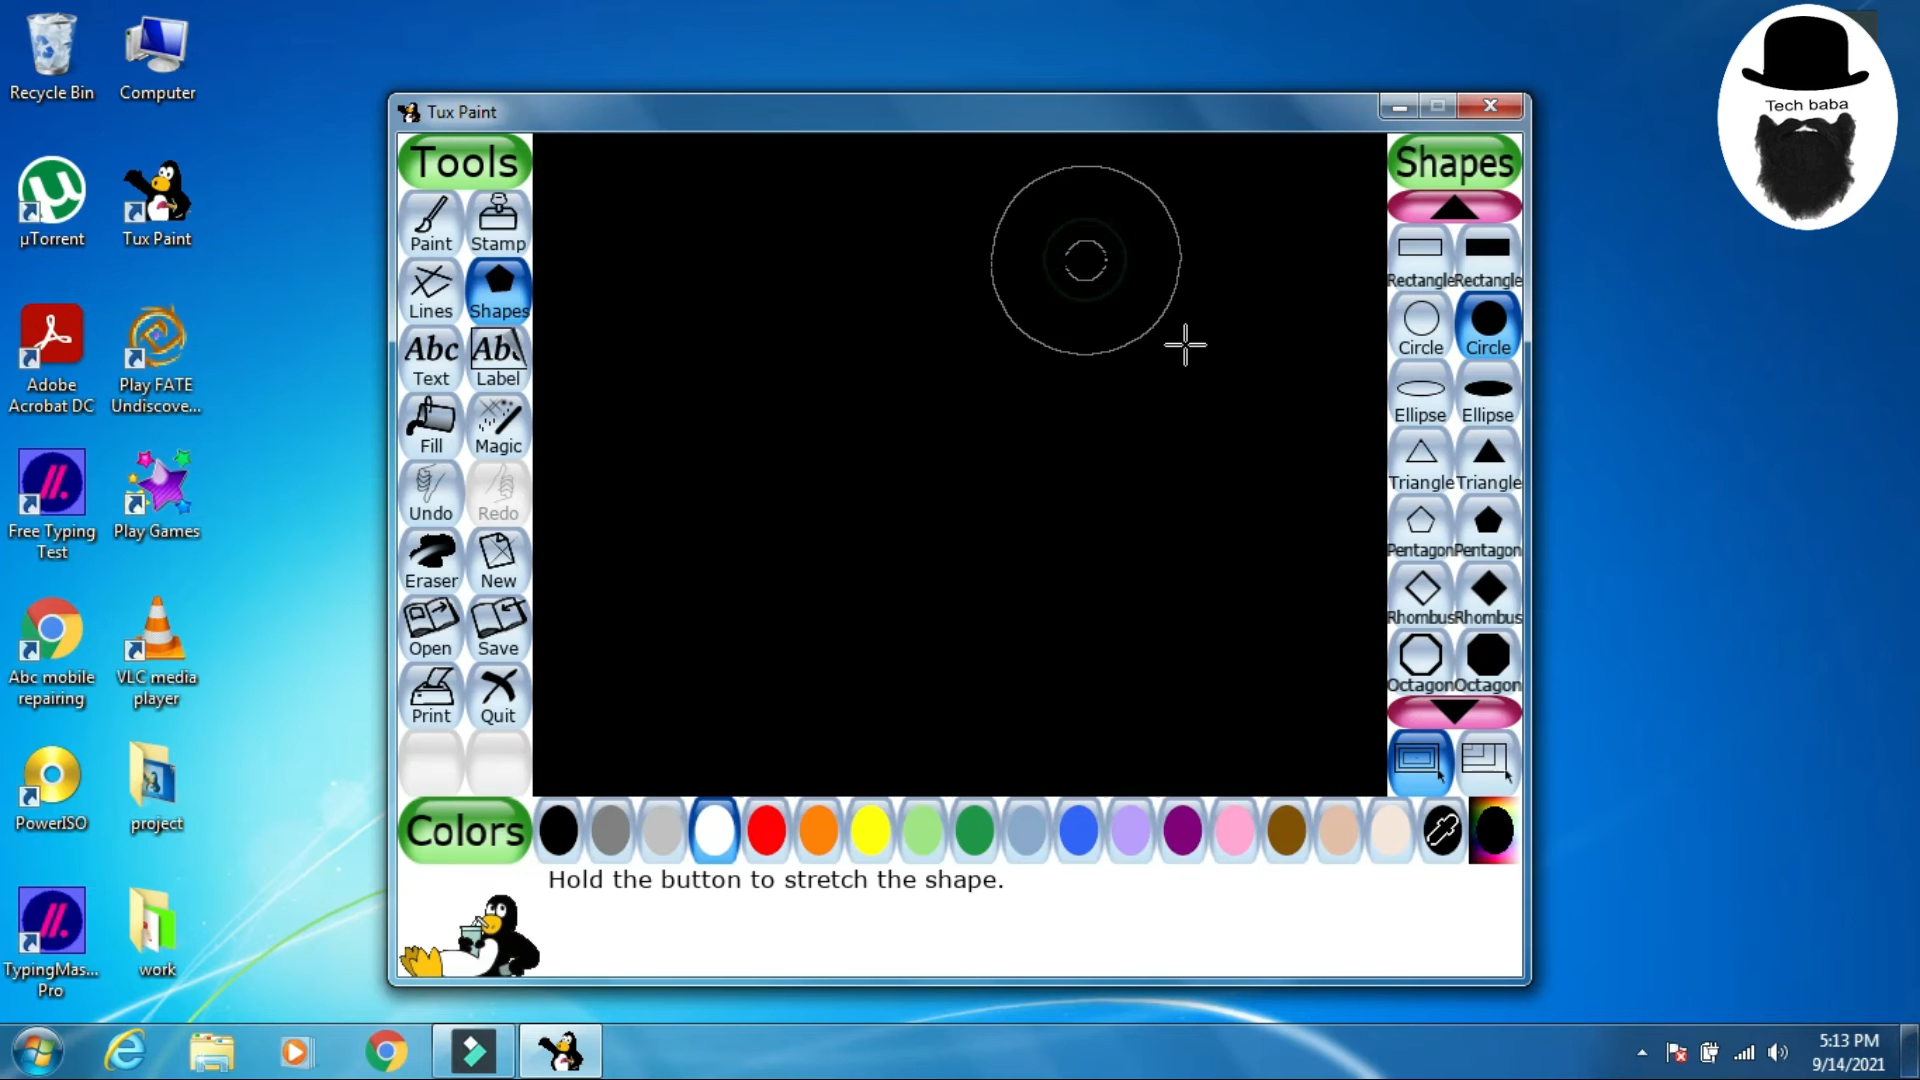 Recycle Bin
Computer
µTorrent
Tux Paint
Adobe
Acrobat DC
Play FATE
Undiscove...
Free Typing
Test
Play Games
Abc mobile
repairing
VLC media
player
PowerISO
project
TypingMas...
Pro
work
Tech baba
Tux Paint
Tools
Paint
Stamp
Lines
Shapes
Abc
Abc
Text
Label
Fill
Magic
Undo
Redo
Eraser
New
Open
Save
Print
Quit
Shapes
Rectangle
Rectangle
Circle
Circle
Ellipse
Ellipse
Triangle
Triangle
Pentagon
Pentagon
Rhombus
Rhombus
Octagon
Octagon
Colors
Hold the button to stretch the shape.
5:13 PM
9/14/2021